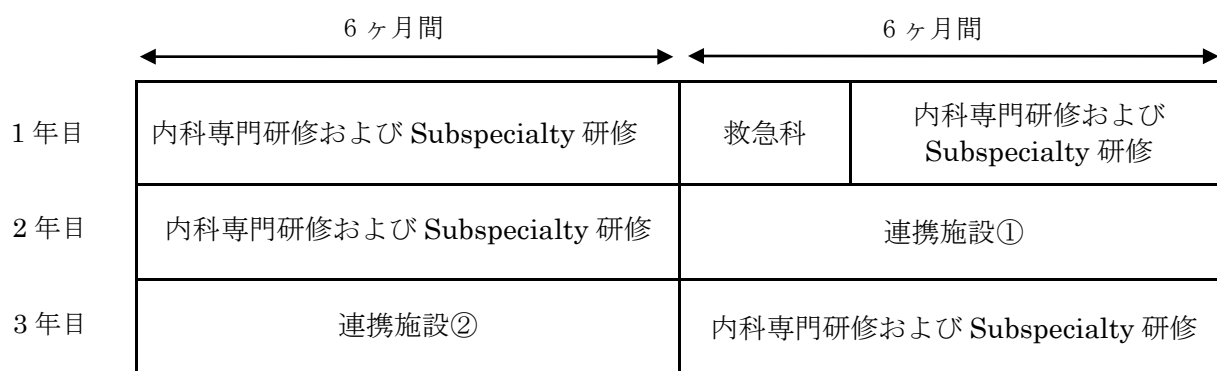 6 ヶ月間
6 ヶ月間
1 年目
内科専門研修および Subspecialty 研修
救急科
内科専門研修および
Subspecialty 研修
2 年目
内科専門研修および Subspecialty 研修
連携施設①
3 年目
連携施設②
内科専門研修および Subspecialty 研修